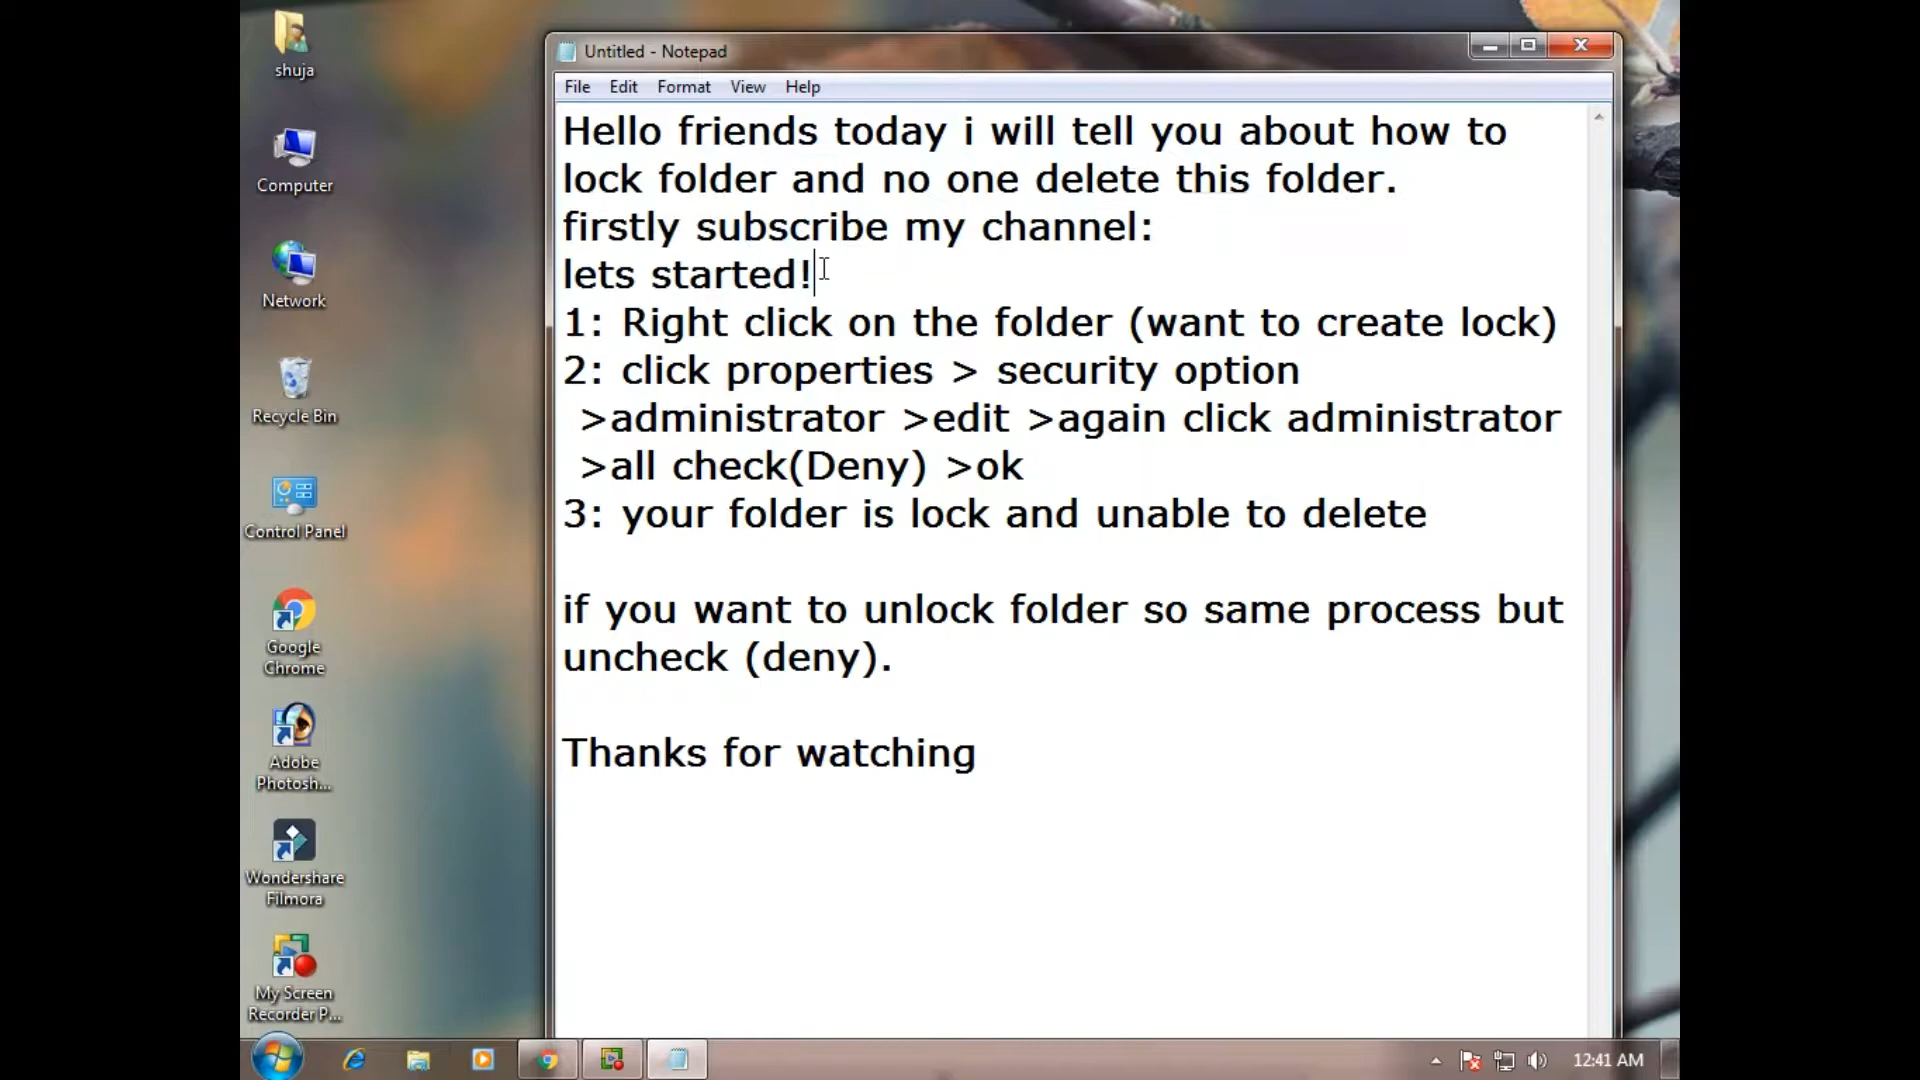 shuja
Computer
Network
Recycle Bin
Control Panel
Google
Chrome
Adobe
Photosh...
Wondershare
Filmora
My Screen
Recorder P...
Untitled - Notepad
File Edit Format View Help
Hello friends today i will tell you about how to
lock folder and no one delete this folder.
firstly subscribe my channel:
lets started!
1: Right click on the folder (want to create lock)
2: click properties > security option
>administrator >edit >again click administrator
>all check(Deny) >ok
3: your folder is lock and unable to delete
if you want to unlock folder so same process but
uncheck (deny).
Thanks for watching
12:41 AM